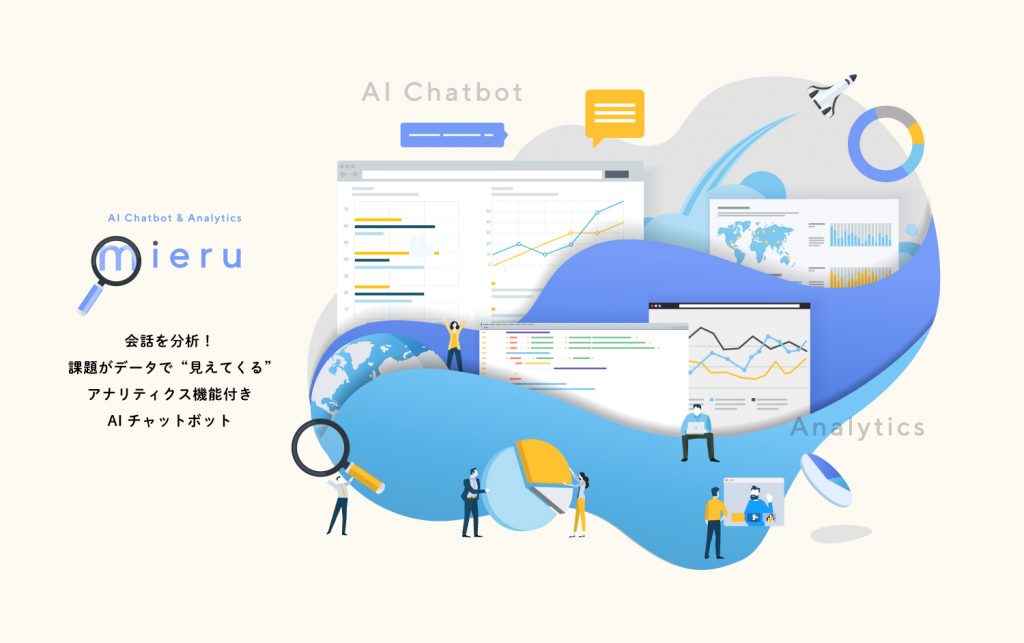 AI Chatbot
AI Chatbot & Analytics
mieru
会話を分析！
課題がデータで“見えてくる”
アナリティクス機能付き
AIチャットボット
Analytics